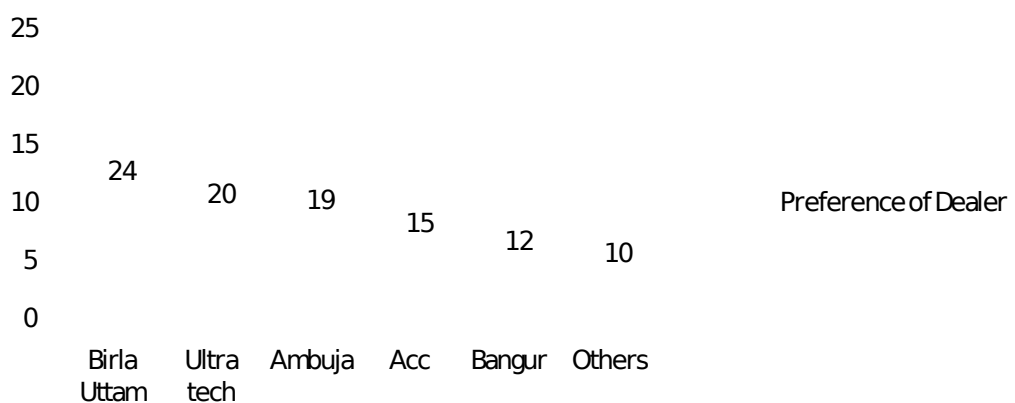 25
20
15
10
5
0
24
20
19
15
12
10
Birla Uttam
Ultra tech
Ambuja
Acc
Bangur
Others
Preference of Dealer